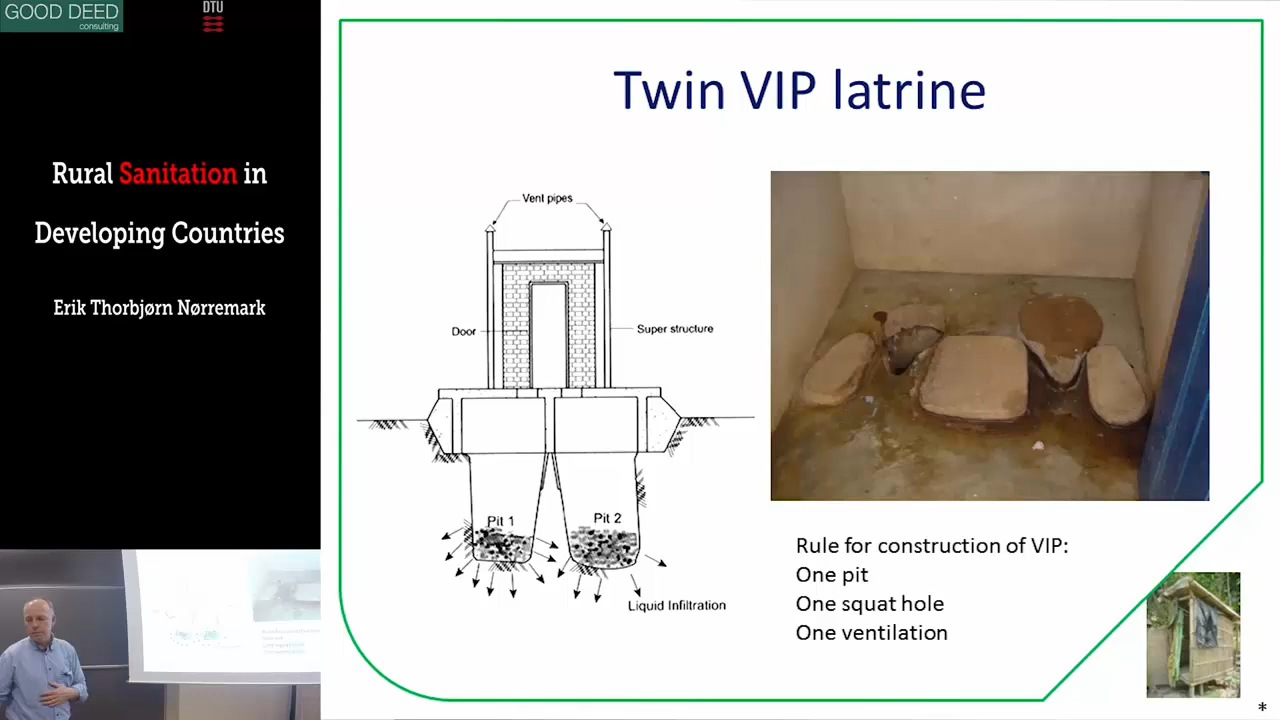 GOOD DEED
consulting
DTU
Rural Sanitation in
Developing Countries
Erik Thorbjørn Nørremark
Twin VIP latrine
Vent pipes
Door
Super structure
Pit 1
Pit 2
Liquid Infiltration
Rule for construction of VIP:
One pit
One squat hole
One ventilation
*